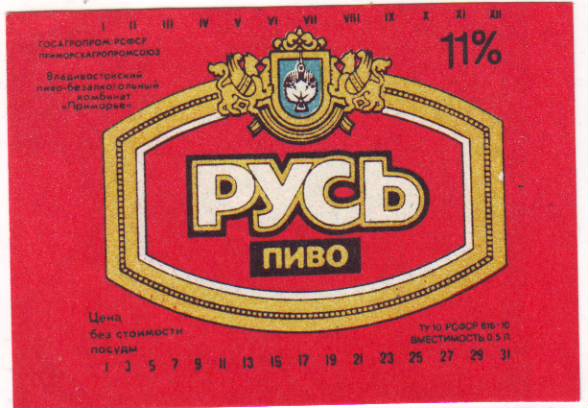 I II III IV V VI VII VIII IX X XI XII
ГОСАГРОПРОМ РСФСР
ПРИМОРСКАГРОПРОМСОЮЗ
11%
Владивостокский
пиво-безалкогольный
комбинат
«Приморье»
РУСЬ
ПИВО
Цена
без стоимости
посуды
ТУ 10 РСФСР 616-10
ВМЕСТИМОСТЬ 0,5 Л
1 3 5 7 9 11 13 15 17 19 21 23 25 27 29 31